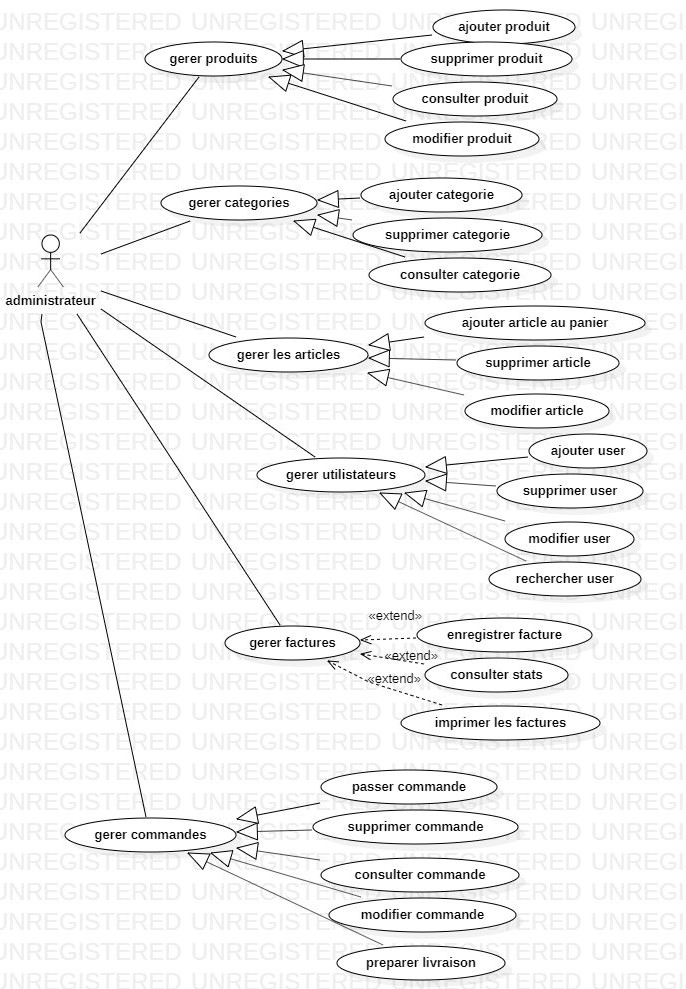 ajouter produit
gerer produits
supprimer produit
consulter produit
modifier produit
gerer categories
ajouter categorie
supprimer categorie
consulter categorie
administrateur
ajouter article au panier
gerer les articles
supprimer article
modifier article
ajouter user
gerer utilistateurs
supprimer user
modifier user
rechercher user
«extend»
enregistrer facture
gerer factures
«extend»
consulter stats
«extend»
imprimer les factures
passer commande
gerer commandes
supprimer commande
consulter commande
modifier commande
preparer livraison
UNREGISTERED